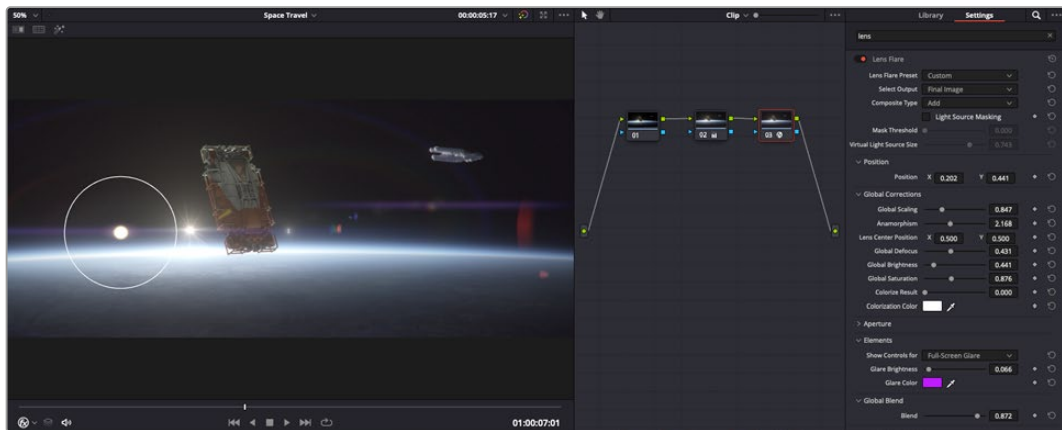 50%
Space Travel
00:00:05:17
Clip
Library
Settings
lens
Lens Flare
Lens Flare Preset Custom
Select Output Final Image
Composite Type Add
Light Source Masking
Mask Threshold 0.000
Virtual Light Source Size 0.743
Position
Position X 0.202 Y 0.441
Global Corrections
Global Scaling 0.847
Anamorphism 2.168
Lens Center Position X 0.500 Y 0.500
Global Defocus 0.431
Global Brightness 0.441
Global Saturation 0.876
Colorize Result 0.000
Colorization Color
Aperture
Elements
Show Controls for Full-Screen Glare
Glare Brightness 0.066
Glare Color
Global Blend
Blend 0.872
01
02
03
01:00:07:01